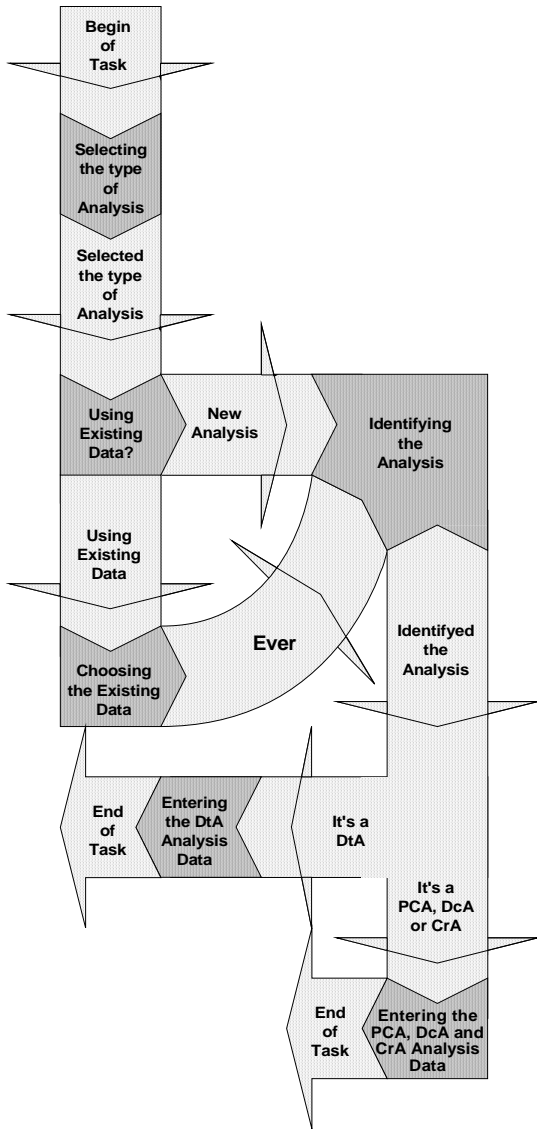 Begin
of
Task
Selecting
the type
of
Analysis
Selected
the type
of
Analysis
Using
Existing
Data?
New
Analysis
Identifying
the
Analysis
Using
Existing
Data
Ever
Identifyed
the
Analysis
Choosing
the Existing
Data
End
of
Task
Entering
the DtA
Analysis
Data
It's a
DtA
It's a
PCA, DcA
or CrA
End
of
Task
Entering the
PCA, DcA and
CrA Analysis
Data